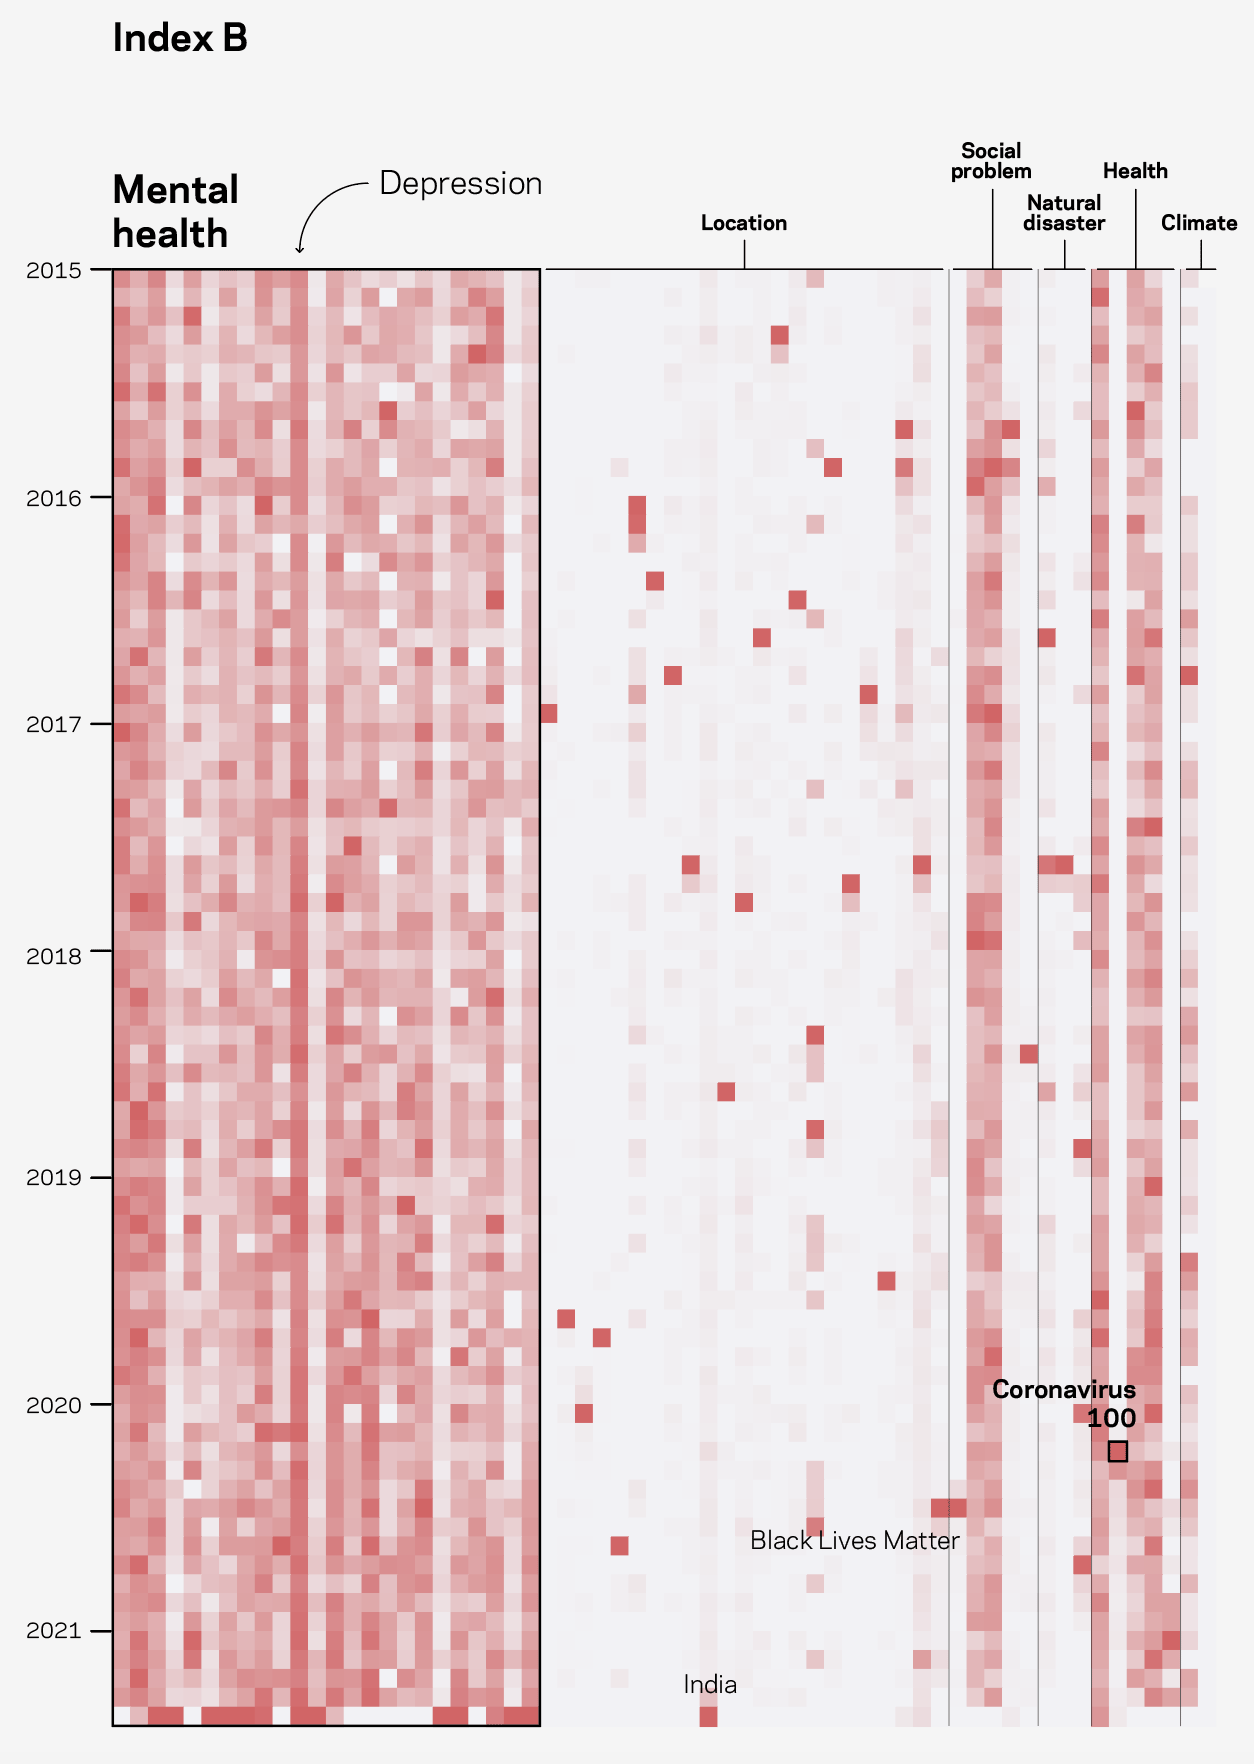 Index B
Mental
health
Depression
Location
Social
problem
Natural
disaster
Health
Climate
2015
2016
2017
2018
2019
2020
2021
Coronavirus
100
Black Lives Matter
India